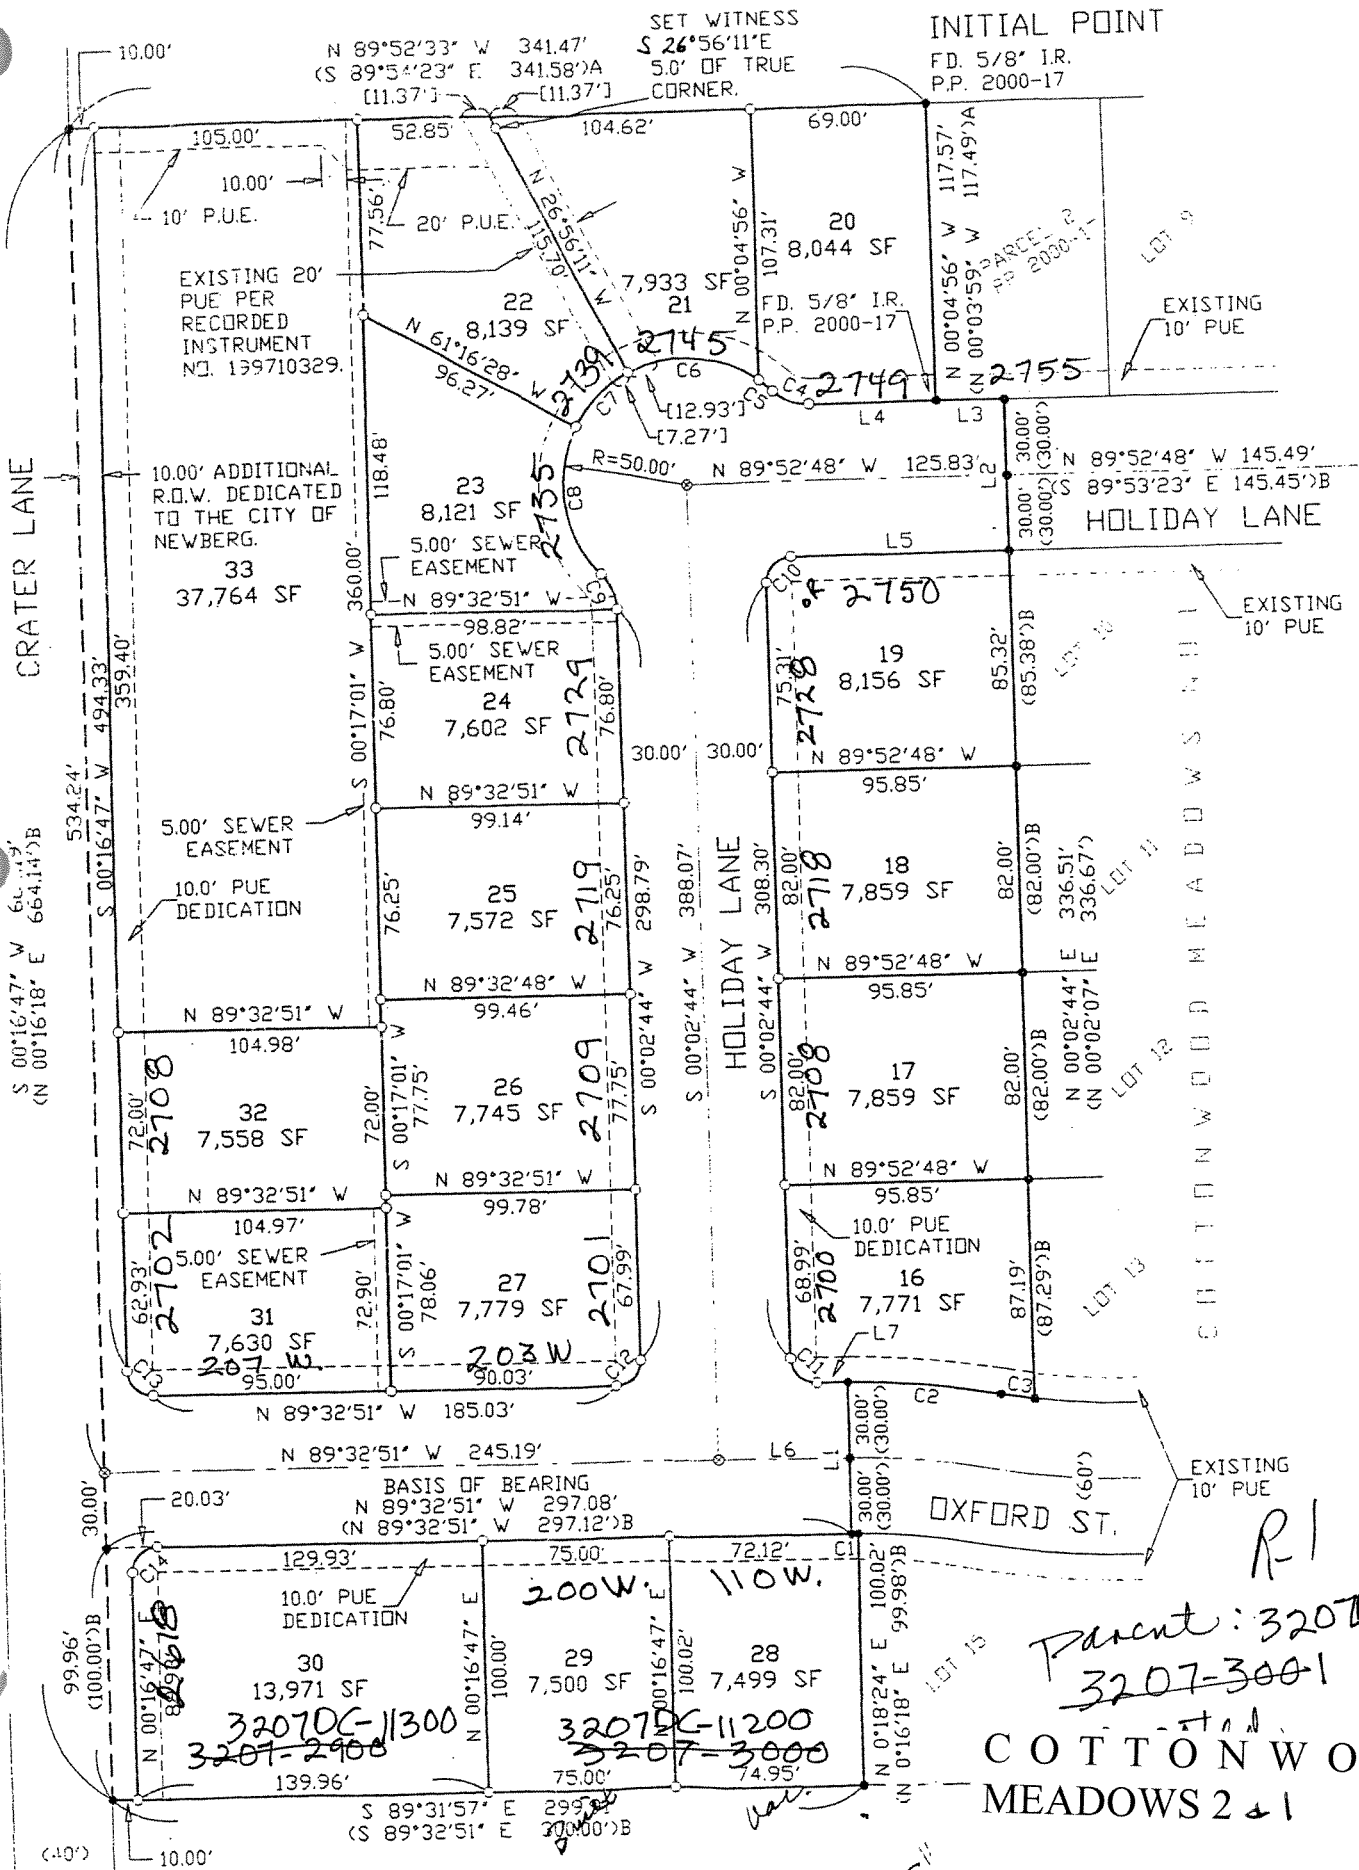 INITIAL POINT
FD. 5/8" I.R.
P.P. 2000-17
SET WITNESS
S 26°56'11"E
5.0' OF TRUE
CORNER.
10.00'
N 89°52'33" W 341.47'
(S 89°54'23" E 341.58')A
[11.37']
[11.37']
105.00'
52.85'
104.62'
69.00'
10.00'
10' P.U.E.
20' P.U.E.
77.56'
N 26°56'11" W
115.70'
N 00°04'56" W
107.31'
20
8,044 SF
N 00°04'56" W 117.57'
(N 00°03'59" W 117.49')A
PARCEL 2
PP 2000-1
LOT 9
EXISTING
10' PUE
EXISTING 20'
PUE PER
RECORDED
INSTRUMENT
NO. 199710329.
22
8,139 SF
7,933 SF
21
FD. 5/8" I.R.
P.P. 2000-17
N 61°16'28" W
96.27'
2739
2745
2749
2755
C7
C6
C5
C4
L4
L3
[12.93']
[7.27']
R=50.00'
N 89°52'48" W 125.83'
L2
30.00'
(30.00')
30.00'
(30.00')
N 89°52'48" W 145.49'
(S 89°53'23" E 145.45')B
HOLIDAY LANE
CRATER LANE
10.00' ADDITIONAL
R.O.W. DEDICATED
TO THE CITY OF
NEWBERG.
118.48'
23
8,121 SF
2735
C8
C9
5.00' SEWER
EASEMENT
33
37,764 SF
360.00'
N 89°32'51" W
98.82'
L5
C10
2750
EXISTING
10' PUE
5.00' SEWER
EASEMENT
24
7,602 SF
2729
76.80'
76.80'
S 00°17'01" W
75.31'
2728
19
8,156 SF
85.32'
(85.38')B
LOT 10
30.00'
30.00'
N 89°52'48" W
95.85'
S 00°16'47" W 494.33'
359.40'
534.24'
S 00°16'47" W
(N 00°16'18" E 664.14')B
N 89°32'51" W
99.14'
5.00' SEWER
EASEMENT
10.0' PUE
DEDICATION
25
7,572 SF
76.25'
2719
76.25'
S 00°02'44" W 298.79'
S 00°02'44" W 388.07'
HOLIDAY LANE
S 00°02'44" W 308.30'
82.00'
2718
18
7,859 SF
82.00'
(82.00')B
LOT 11
N 00°02'44" E 336.51'
(N 00°02'07" E 336.67')
N 89°52'48" W
95.85'
N 89°32'48" W
99.46'
N 89°32'51" W
104.98'
72.00'
2708
32
7,558 SF
72.00'
S 00°17'01" W
77.75'
26
7,745 SF
2709
77.75'
82.00'
2708
17
7,859 SF
82.00'
(82.00')B
LOT 12
COTTONWOOD MEADOWS
N 89°52'48" W
95.85'
N 89°32'51" W
99.78'
N 89°32'51" W
104.97'
5.00' SEWER
EASEMENT
62.93'
2702
31
7,630 SF
207 W.
72.90'
S 00°17'01" W
78.06'
27
7,779 SF
2701
67.99'
203 W
10.0' PUE
DEDICATION
68.99'
2700
16
7,771 SF
L7
87.19'
(87.29')B
LOT 13
C13
95.00'
90.03'
C12
C11
C2
C3
N 89°32'51" W 185.03'
30.00'
(30.00')
N 89°32'51" W 245.19'
L6
L1
BASIS OF BEARING
N 89°32'51" W 297.08'
(N 89°32'51" W 297.12')B
30.00'
(30.00')
OXFORD ST.
(60')
EXISTING
10' PUE
30.00'
20.03'
C14
129.93'
75.00'
72.12'
C1
10.0' PUE
DEDICATION
200W.
110W.
R-1
99.96'
(100.00')B
N 00°16'47" E
2618
30
13,971 SF
3207DC-11300
3207-2900
N 00°16'47" E
100.00'
29
7,500 SF
3207DC-11200
3207-3000
N 00°16'47" E
100.02'
28
7,499 SF
N 0°18'24" E 100.02'
(N 0°16'18" E 99.98')B
LOT 15
Parent: 3207
3207-3001
139.96'
75.00'
74.95'
COTTONWO
MEADOWS 2 & 1
S 89°31'57" E
(S 89°32'51" E 300.00')B
(40')
10.00'